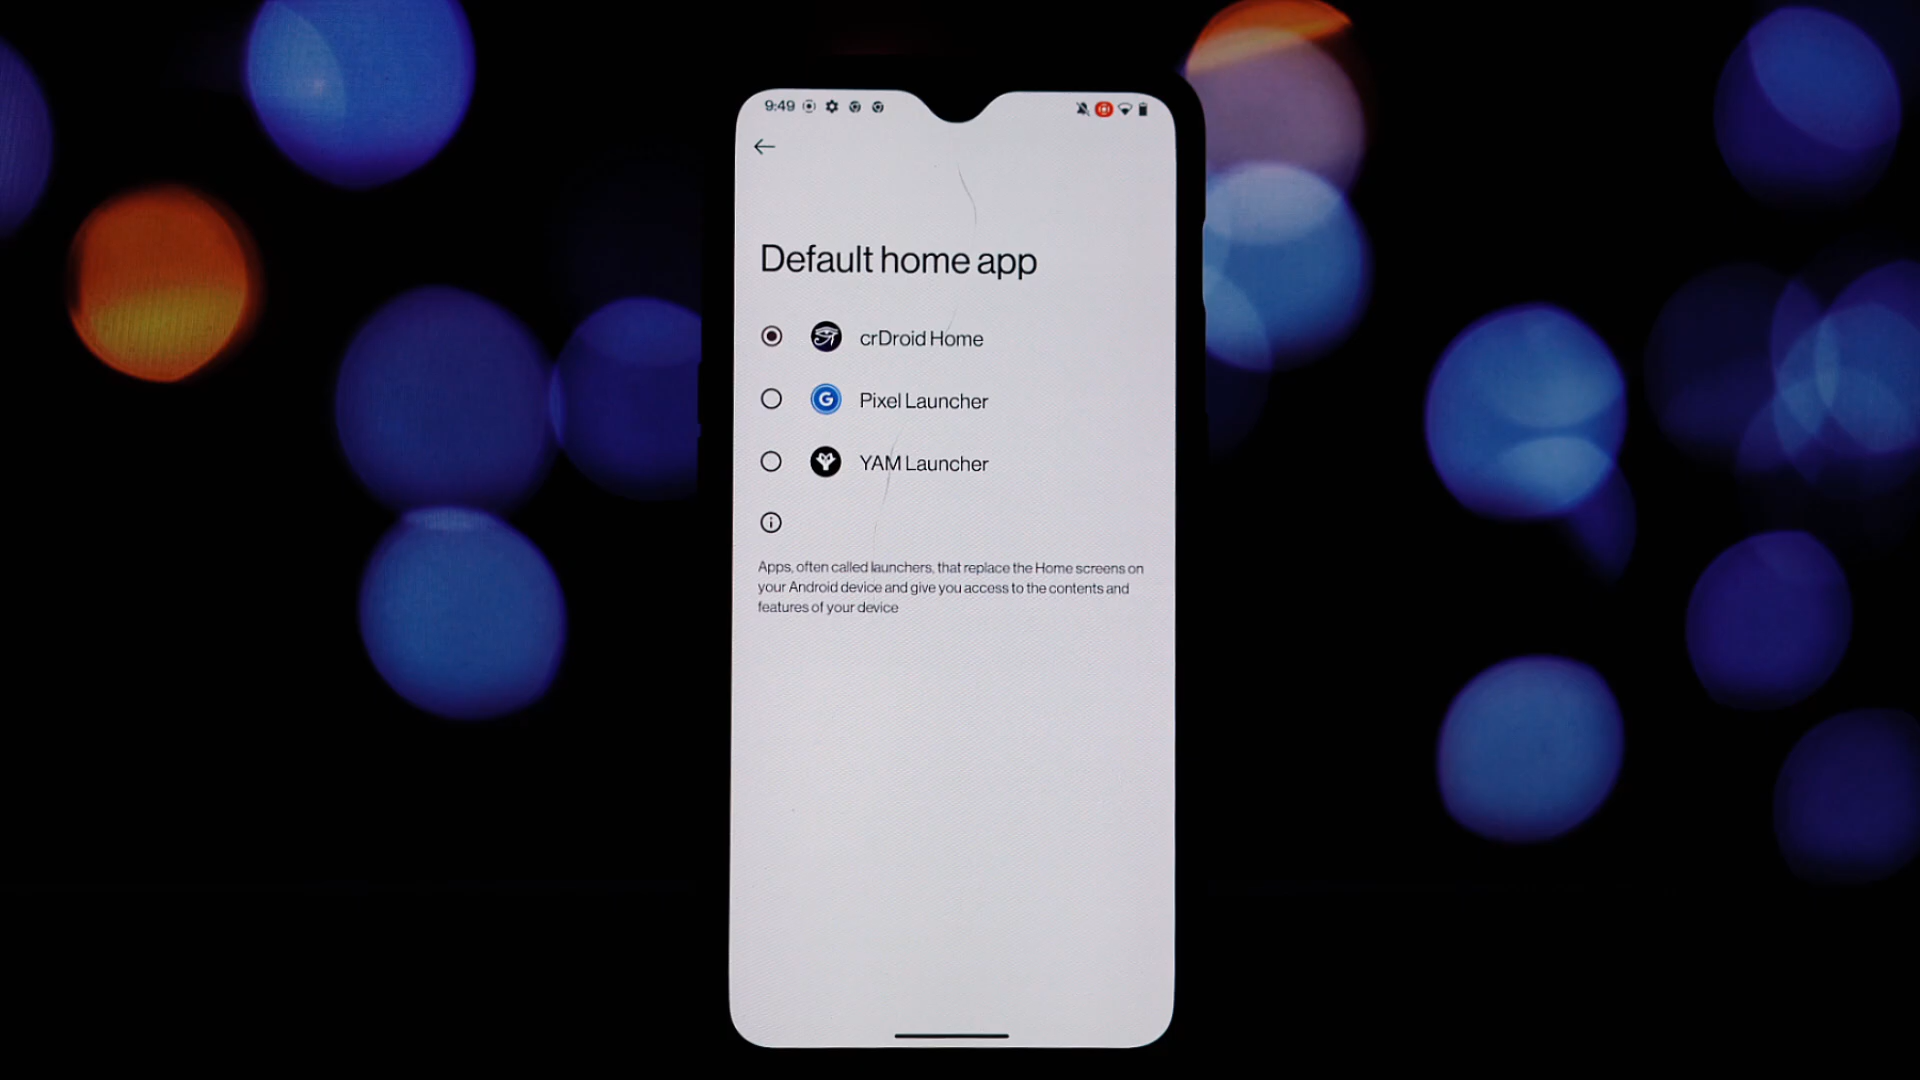 9:49
Default home app
crDroid Home
G
Pixel Launcher
YAM Launcher
Apps, often called launchers, that replace the Home screens on
your Android device and give you access to the contents and
features of your device